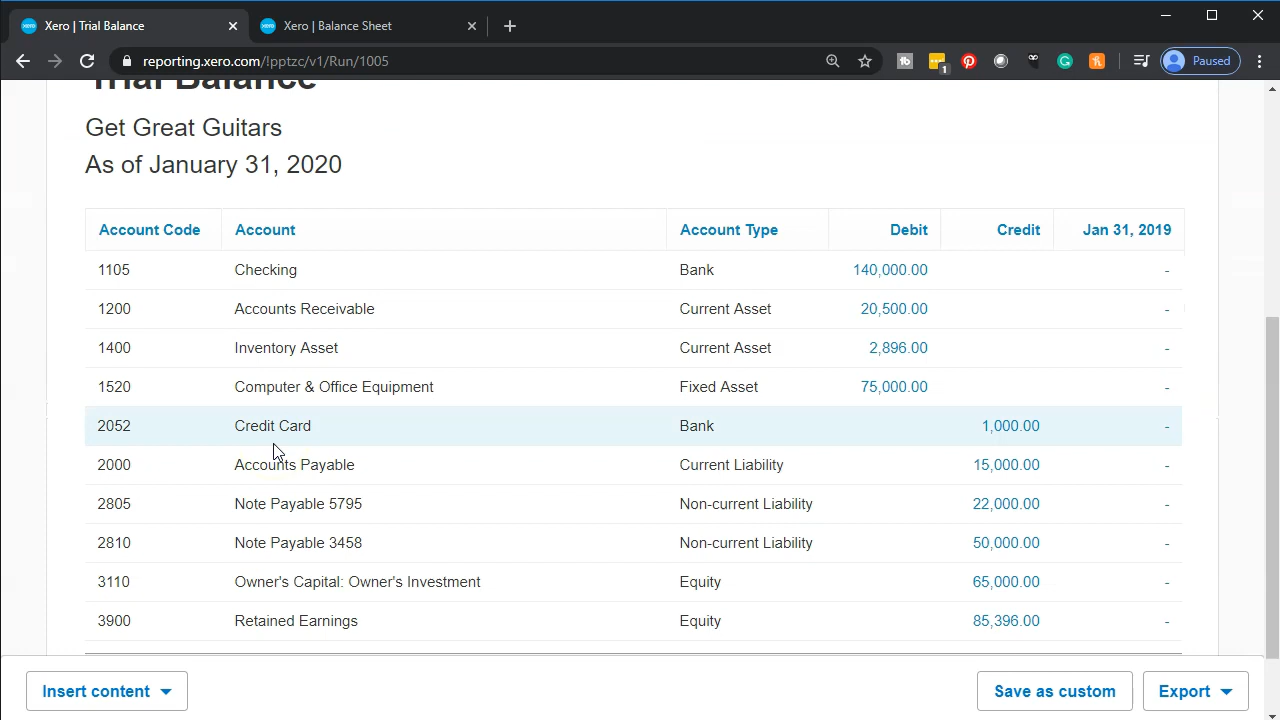 Xero | Trial Balance
Xero | Balance Sheet
reporting.xero.com/!pptzc/v1/Run/1005
1
Paused
Trial Balance
Get Great Guitars
As of January 31, 2020
Account Code Account Account Type Debit Credit Jan 31, 2019
1105 Checking Bank 140,000.00 -
1200 Accounts Receivable Current Asset 20,500.00 -
1400 Inventory Asset Current Asset 2,896.00 -
1520 Computer & Office Equipment Fixed Asset 75,000.00 -
2052 Credit Card Bank 1,000.00 -
2000 Accounts Payable Current Liability 15,000.00 -
2805 Note Payable 5795 Non-current Liability 22,000.00 -
2810 Note Payable 3458 Non-current Liability 50,000.00 -
3110 Owner's Capital: Owner's Investment Equity 65,000.00 -
3900 Retained Earnings Equity 85,396.00 -
Insert content Save as custom Export